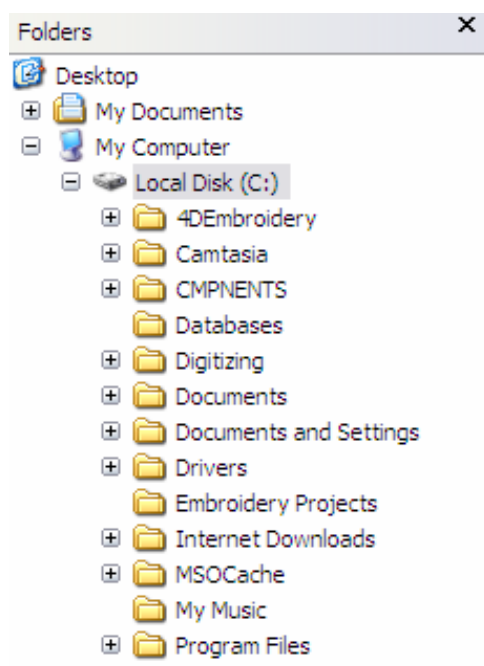 Folders
Desktop
My Documents
My Computer
Local Disk (C:)
4DEmbroidery
Camtasia
CMPNENTS
Databases
Digitizing
Documents
Documents and Settings
Drivers
Embroidery Projects
Internet Downloads
MSOCache
My Music
Program Files